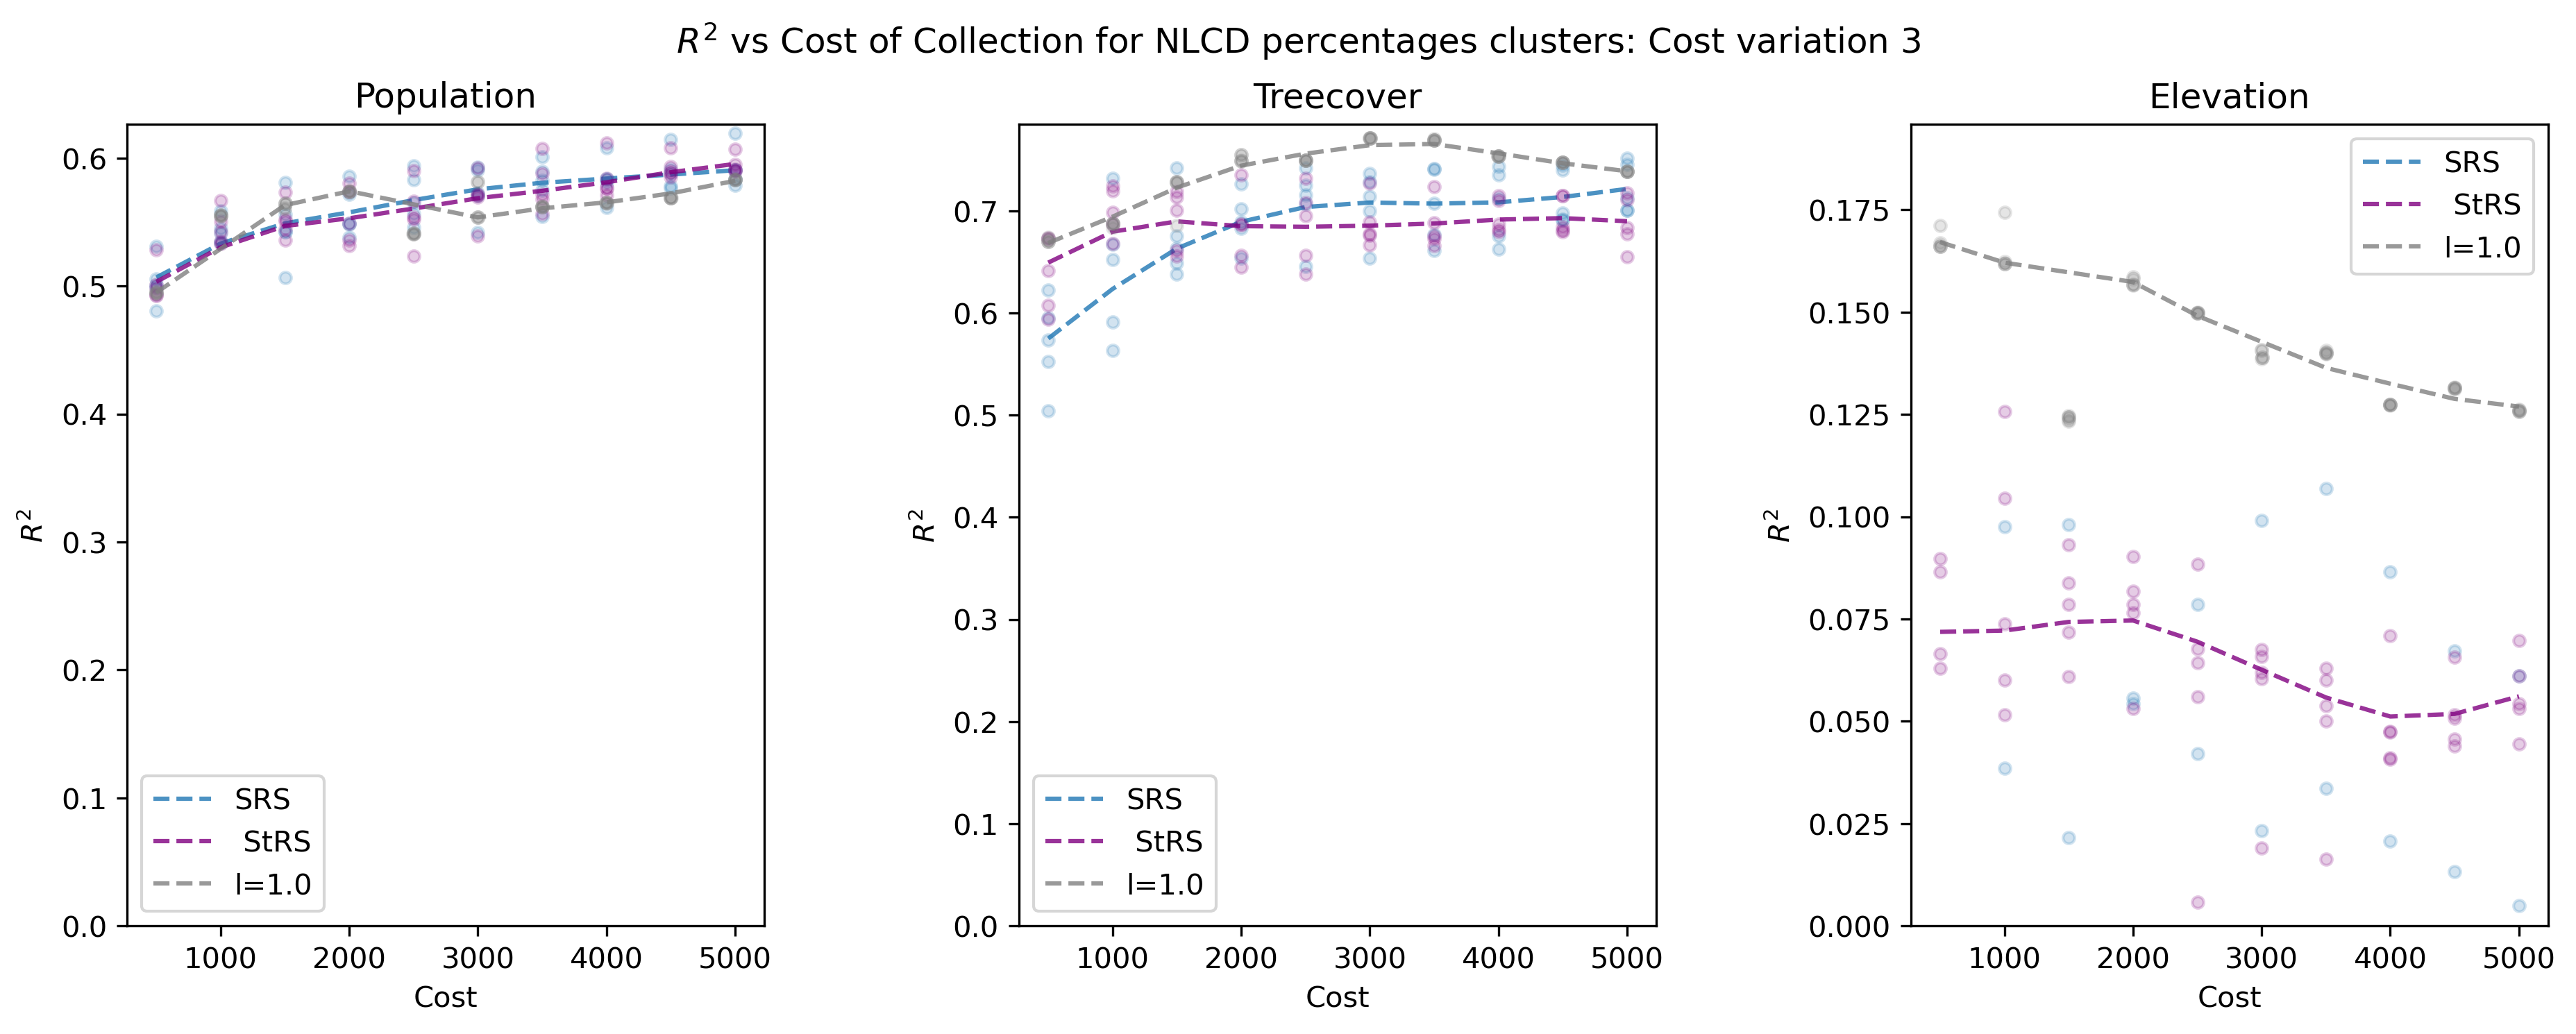 R² vs Cost of Collection for NLCD percentages clusters: Cost variation 3
Population
0.6
0.5
0.4
0.3
0.2
0.1
0.0
R²
SRS
StRS
l=1.0
1000 2000 3000 4000 5000
Cost
Treecover
0.7
0.6
0.5
0.4
0.3
0.2
0.1
0.0
R²
SRS
StRS
l=1.0
1000 2000 3000 4000 5000
Cost
Elevation
0.175
0.150
0.125
0.100
0.075
0.050
0.025
0.000
R²
SRS
StRS
l=1.0
1000 2000 3000 4000 5000
Cost